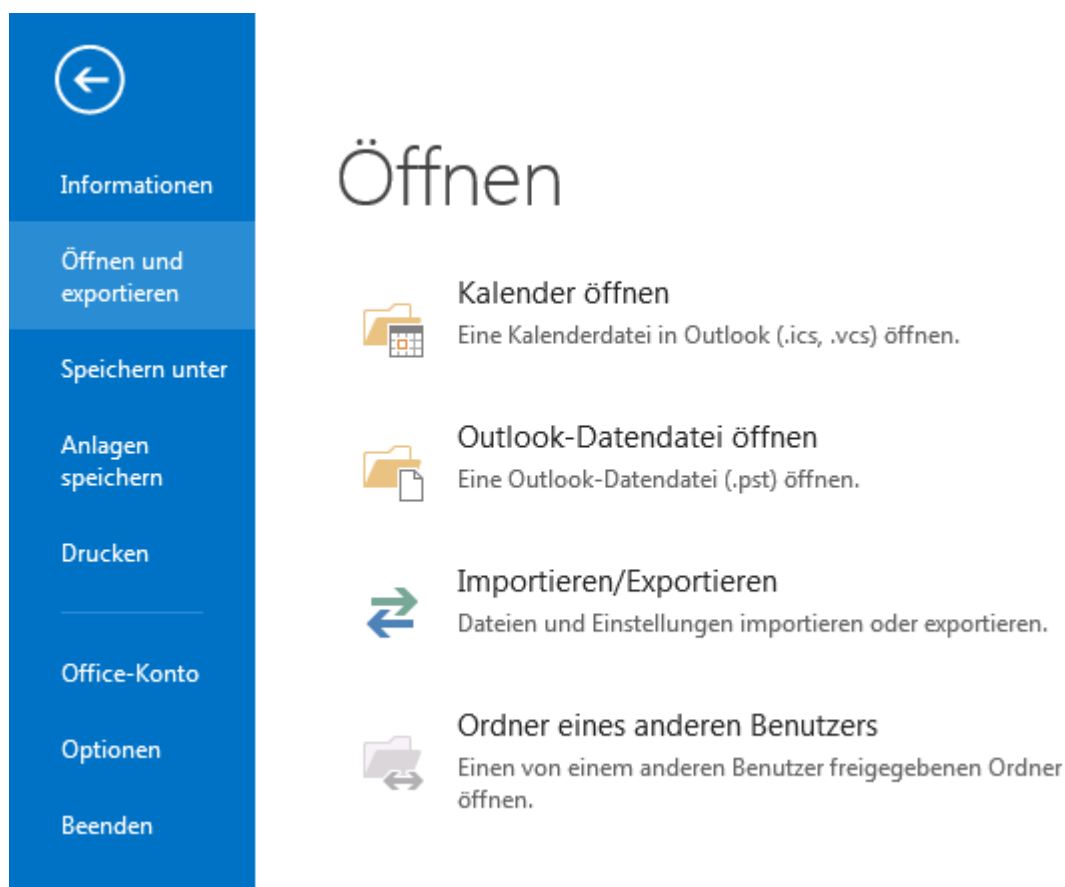 Informationen
Öffnen und
exportieren
Speichern unter
Anlagen
speichern
Drucken
Office-Konto
Optionen
Beenden
Öffnen
Kalender öffnen
Eine Kalenderdatei in Outlook (.ics, .vcs) öffnen.
Outlook-Datendatei öffnen
Eine Outlook-Datendatei (.pst) öffnen.
Importieren/Exportieren
Dateien und Einstellungen importieren oder exportieren.
Ordner eines anderen Benutzers
Einen von einem anderen Benutzer freigegebenen Ordner
öffnen.